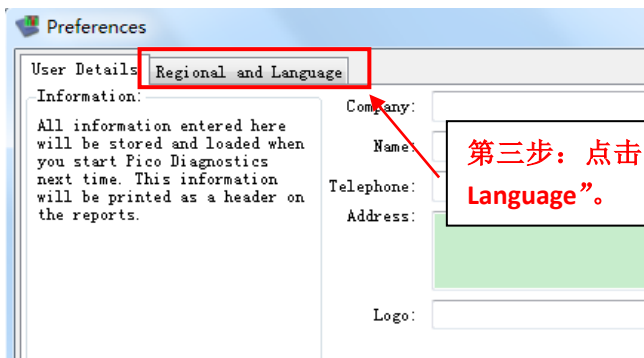 Preferences
User Details
Regional and Language
Information:
All information entered here
will be stored and loaded when
you start Pico Diagnostics
next time. This information
will be printed as a header on
the reports.
Company:
Name:
Telephone:
Address:
Logo:
第三步：点击
Language”。